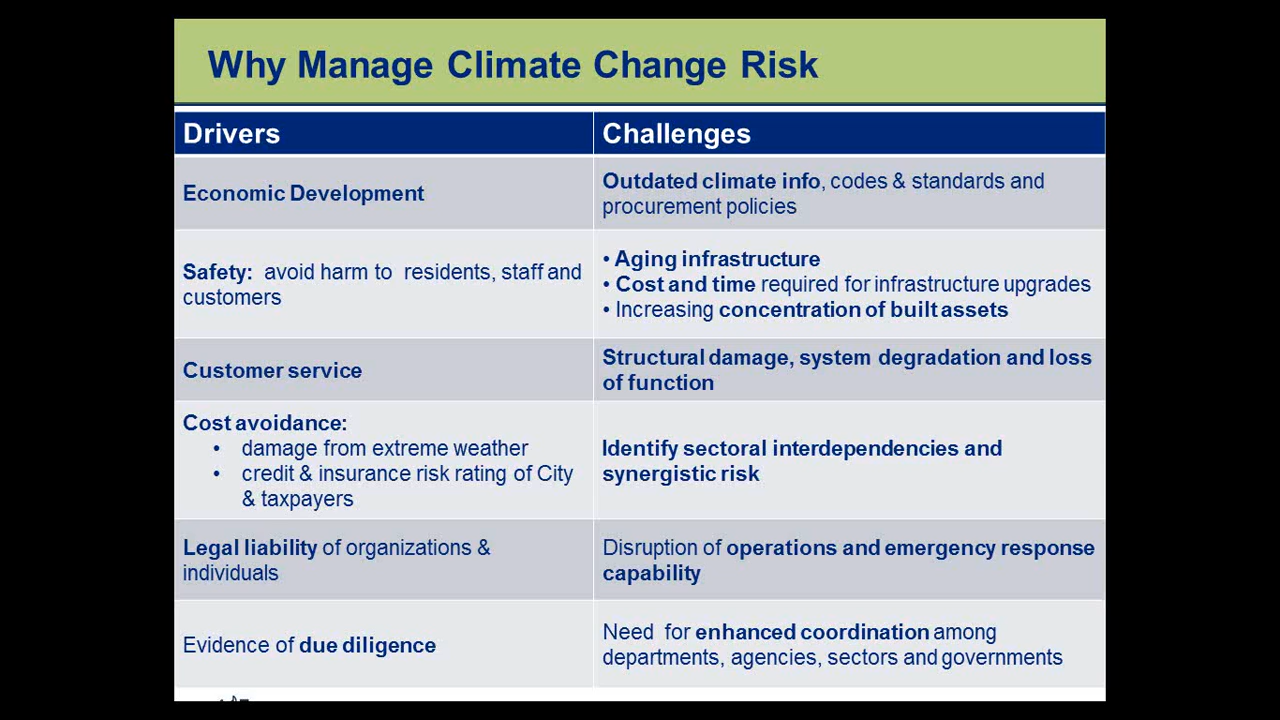 Why Manage Climate Change Risk
Drivers
Challenges
Economic Development
Outdated climate info, codes & standards and
procurement policies
Safety: avoid harm to residents, staff and
customers
• Aging infrastructure
• Cost and time required for infrastructure upgrades
• Increasing concentration of built assets
Customer service
Structural damage, system degradation and loss
of function
Cost avoidance:
• damage from extreme weather
• credit & insurance risk rating of City
& taxpayers
Identify sectoral interdependencies and
synergistic risk
Legal liability of organizations &
individuals
Disruption of operations and emergency response
capability
Evidence of due diligence
Need for enhanced coordination among
departments, agencies, sectors and governments